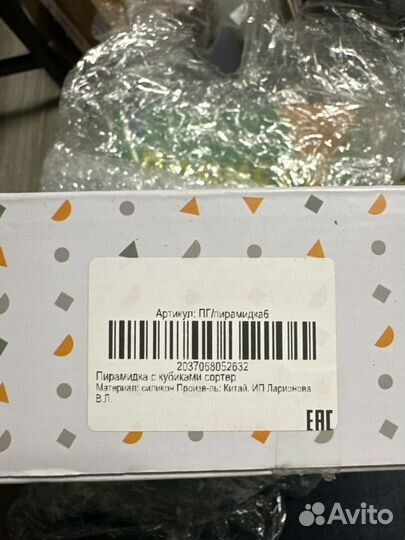 Артикул: ПГ/пирамидка6
2037068052632
Пирамидка с кубиками сортер
Материал: силикон Произв-ль: Китай. ИП Ларионова
В.Л.
EAC
Avito